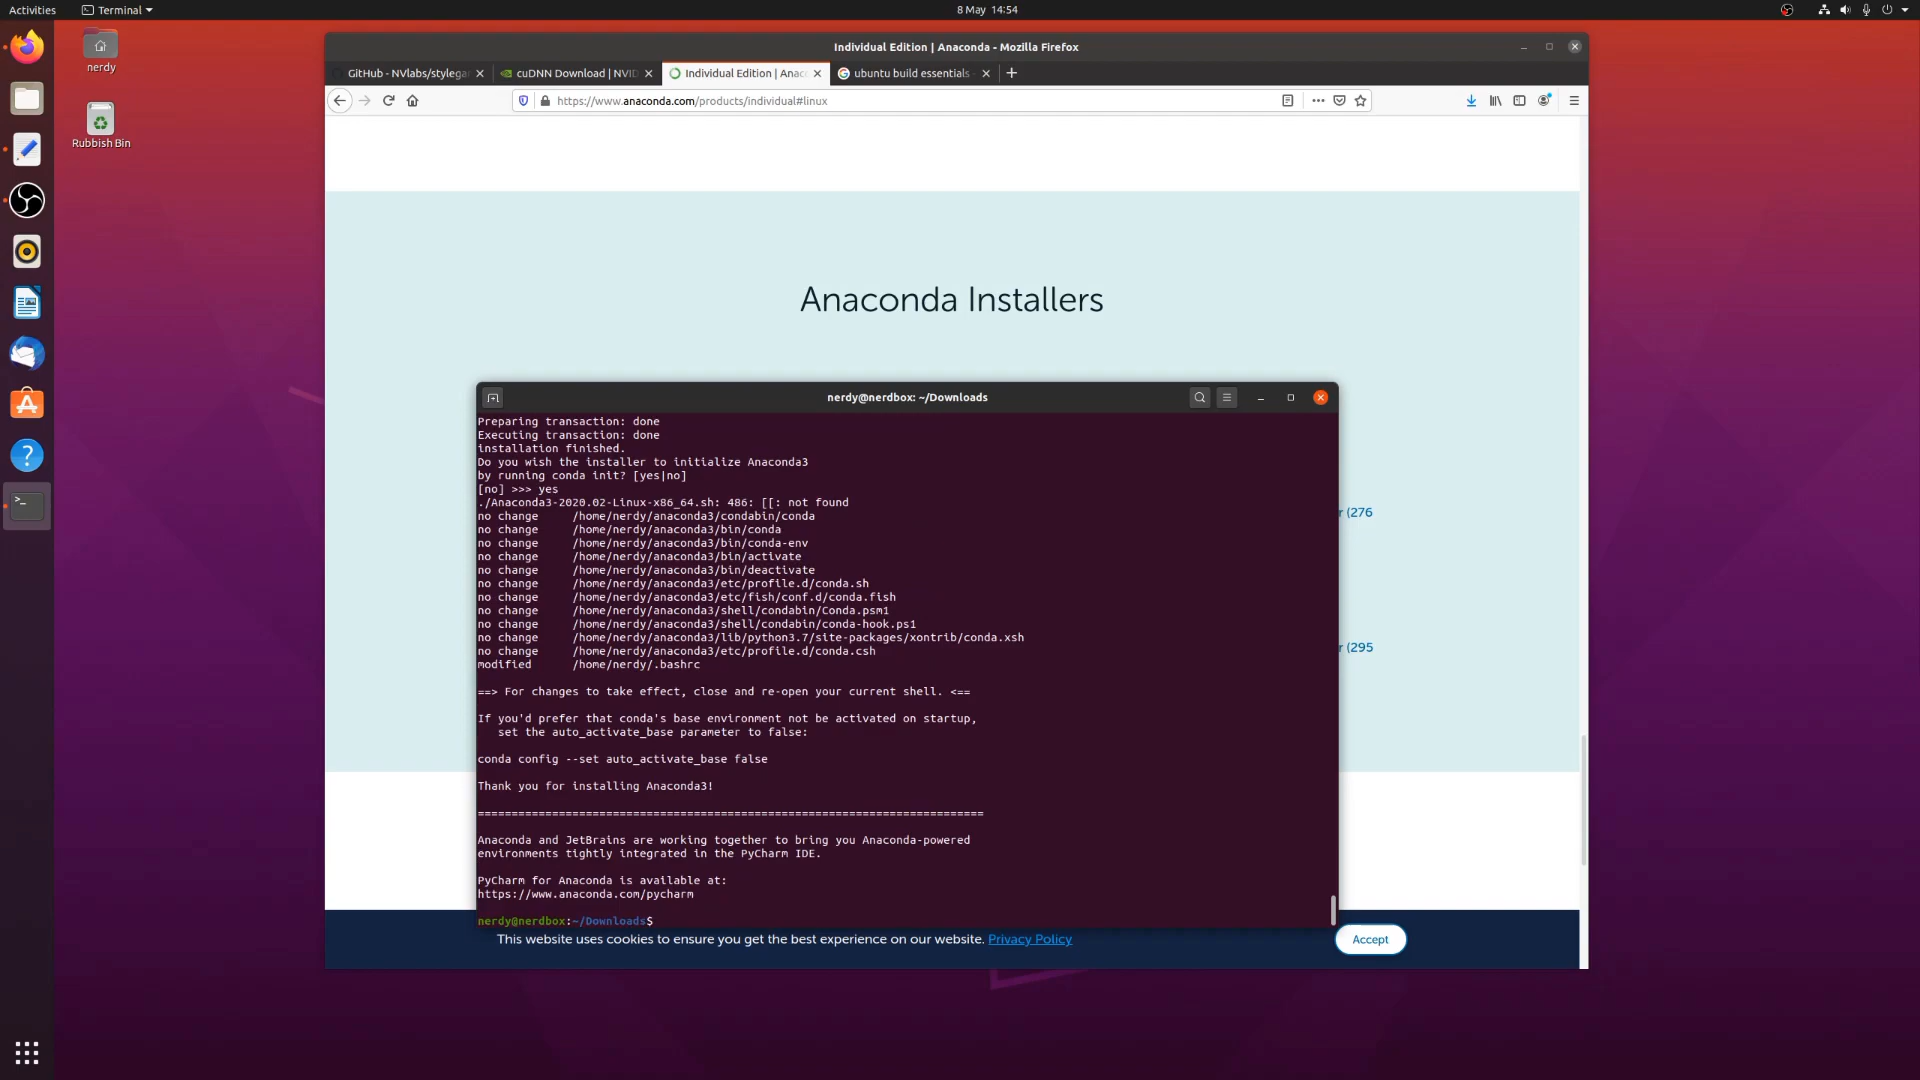 Activities
Terminal
8 May 14:54
nerdy
Rubbish Bin
Individual Edition | Anaconda - Mozilla Firefox
GitHub - NVlabs/stylega
cuDNN Download | NVID
Individual Edition | Anac
ubuntu build essentials
https://www.anaconda.com/products/individual#linux
Anaconda Installers
nerdy@nerdbox: ~/Downloads
Preparing transaction: done
Executing transaction: done
installation finished.
Do you wish the installer to initialize Anaconda3
by running conda init? [yes|no]
[no] >>> yes
./Anaconda3-2020.02-Linux-x86_64.sh: 486: [[: not found
no change     /home/nerdy/anaconda3/condabin/conda
no change     /home/nerdy/anaconda3/bin/conda
no change     /home/nerdy/anaconda3/bin/conda-env
no change     /home/nerdy/anaconda3/bin/activate
no change     /home/nerdy/anaconda3/bin/deactivate
no change     /home/nerdy/anaconda3/etc/profile.d/conda.sh
no change     /home/nerdy/anaconda3/etc/fish/conf.d/conda.fish
no change     /home/nerdy/anaconda3/shell/condabin/Conda.psm1
no change     /home/nerdy/anaconda3/shell/condabin/conda-hook.ps1
no change     /home/nerdy/anaconda3/lib/python3.7/site-packages/xontrib/conda.xsh
no change     /home/nerdy/anaconda3/etc/profile.d/conda.csh
modified      /home/nerdy/.bashrc
==> For changes to take effect, close and re-open your current shell. <==
If you'd prefer that conda's base environment not be activated on startup,
set the auto_activate_base parameter to false:
conda config --set auto_activate_base false
Thank you for installing Anaconda3!
===========================================================================
Anaconda and JetBrains are working together to bring you Anaconda-powered
environments tightly integrated in the PyCharm IDE.
PyCharm for Anaconda is available at:
https://www.anaconda.com/pycharm
nerdy@nerdbox:~/Downloads$
r (276
r (295
This website uses cookies to ensure you get the best experience on our website. Privacy Policy
Accept